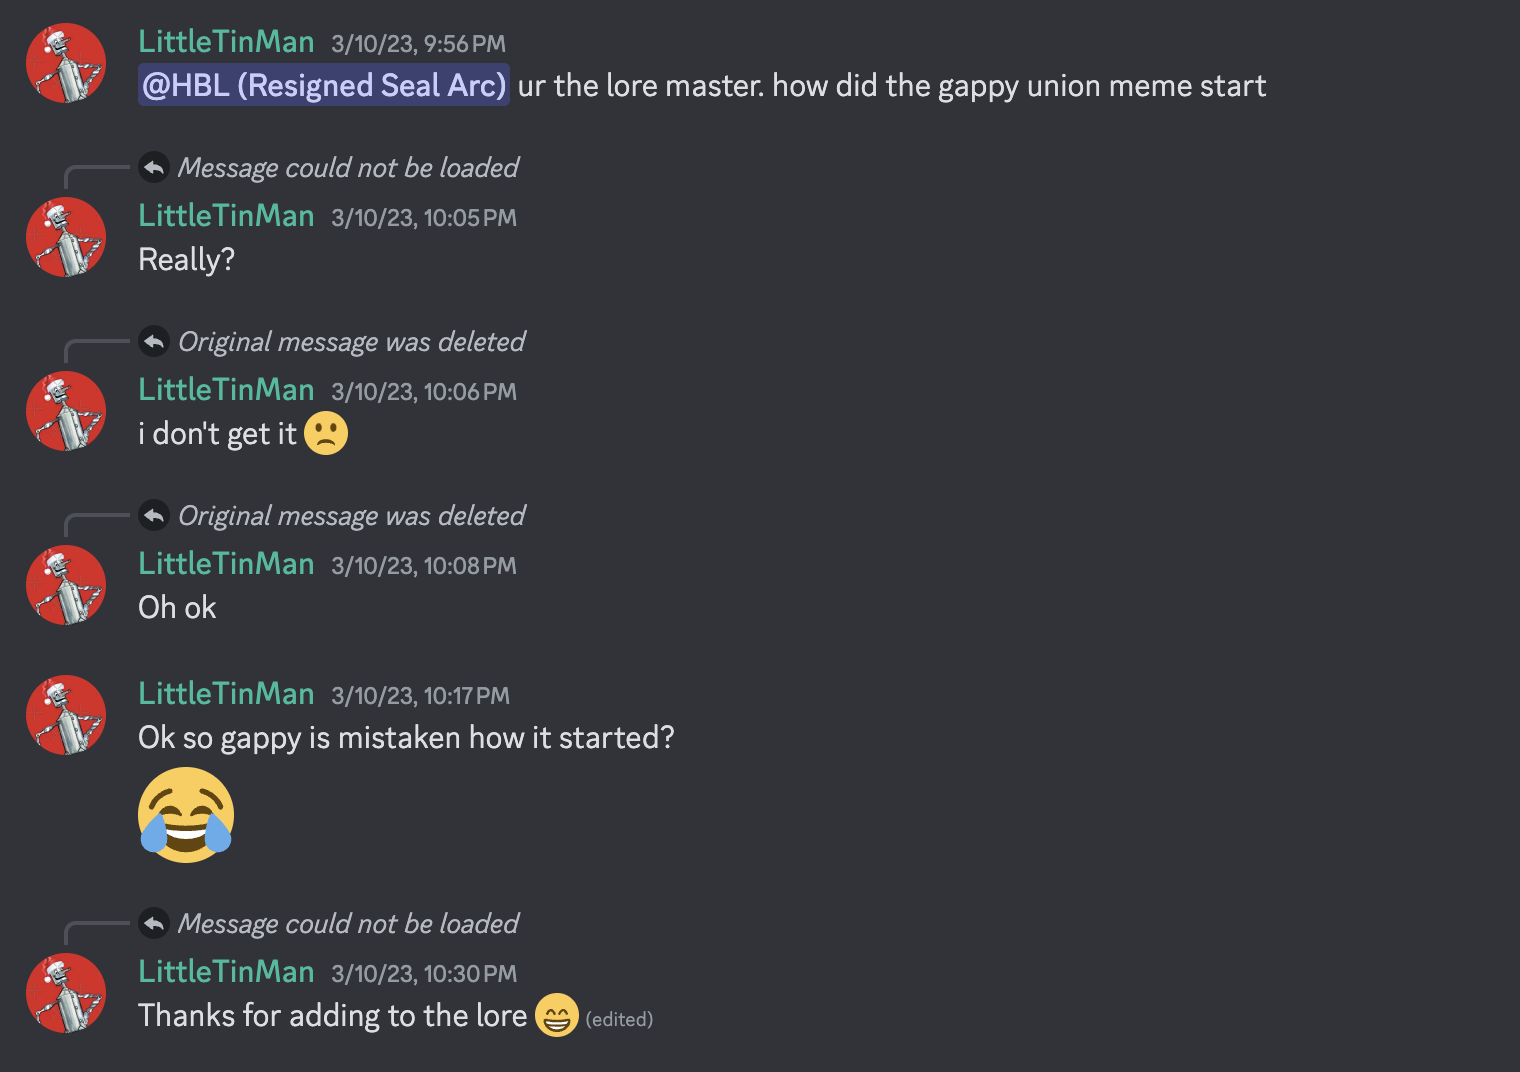 LittleTinMan 3/10/23, 9:56 PM
@HBL (Resigned Seal Arc) ur the lore master. how did the gappy union meme start
Message could not be loaded
LittleTinMan 3/10/23, 10:05 PM
Really?
Original message was deleted
LittleTinMan 3/10/23, 10:06 PM
i don't get it 🙁
Original message was deleted
LittleTinMan 3/10/23, 10:08 PM
Oh ok
LittleTinMan 3/10/23, 10:17 PM
Ok so gappy is mistaken how it started?
😂
Message could not be loaded
LittleTinMan 3/10/23, 10:30 PM
Thanks for adding to the lore 😁 (edited)